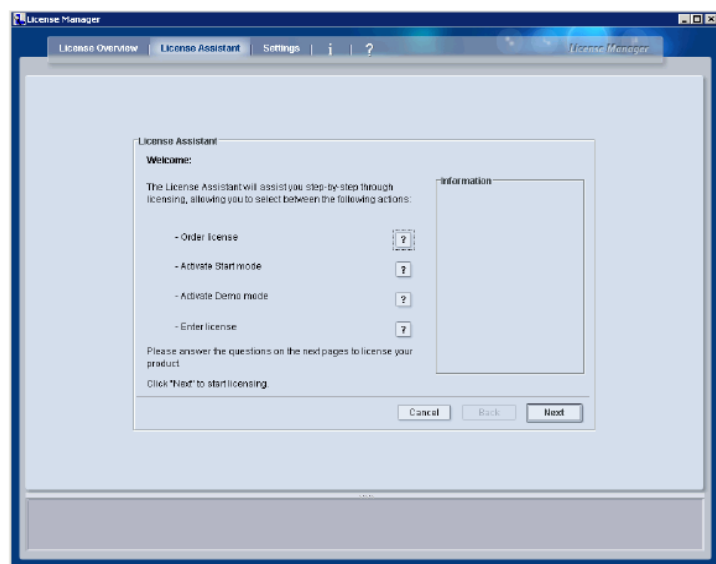 License Manager
License Overview | License Assistant | Settings | i | ?
License Manager
License Assistant
Welcome:
The License Assistant will assist you step-by-step through
licensing, allowing you to select between the following actions:
- Order license ?
- Activate Start mode ?
- Activate Demo mode ?
- Enter license ?
Please answer the questions on the next pages to license your
product
Click "Next" to start licensing.
Information
Cancel Back Next